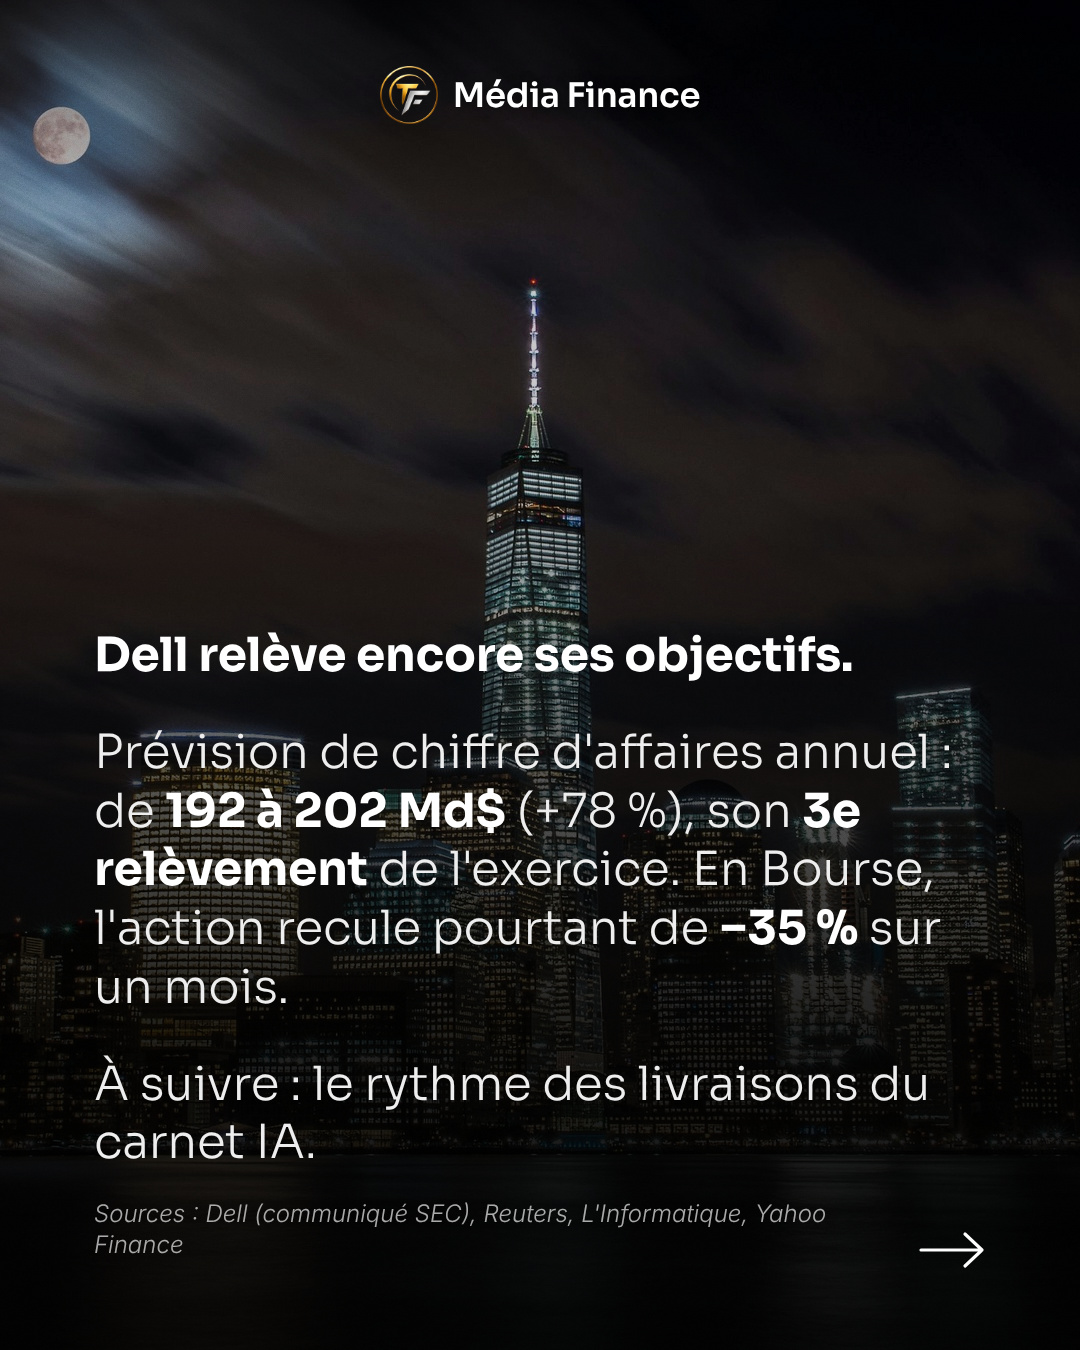 TF Média Finance
Dell relève encore ses objectifs.
Prévision de chiffre d'affaires annuel :
de 192 à 202 Md$ (+78 %), son 3e
relèvement de l'exercice. En Bourse,
l'action recule pourtant de −35 % sur
un mois.
À suivre : le rythme des livraisons du
carnet IA.
Sources : Dell (communiqué SEC), Reuters, L'Informatique, Yahoo
Finance